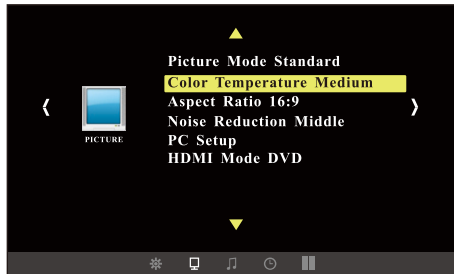 Picture Mode Standard
Color Temperature Medium
Aspect Ratio 16:9
Noise Reduction Middle
PC Setup
HDMI Mode DVD
PICTURE